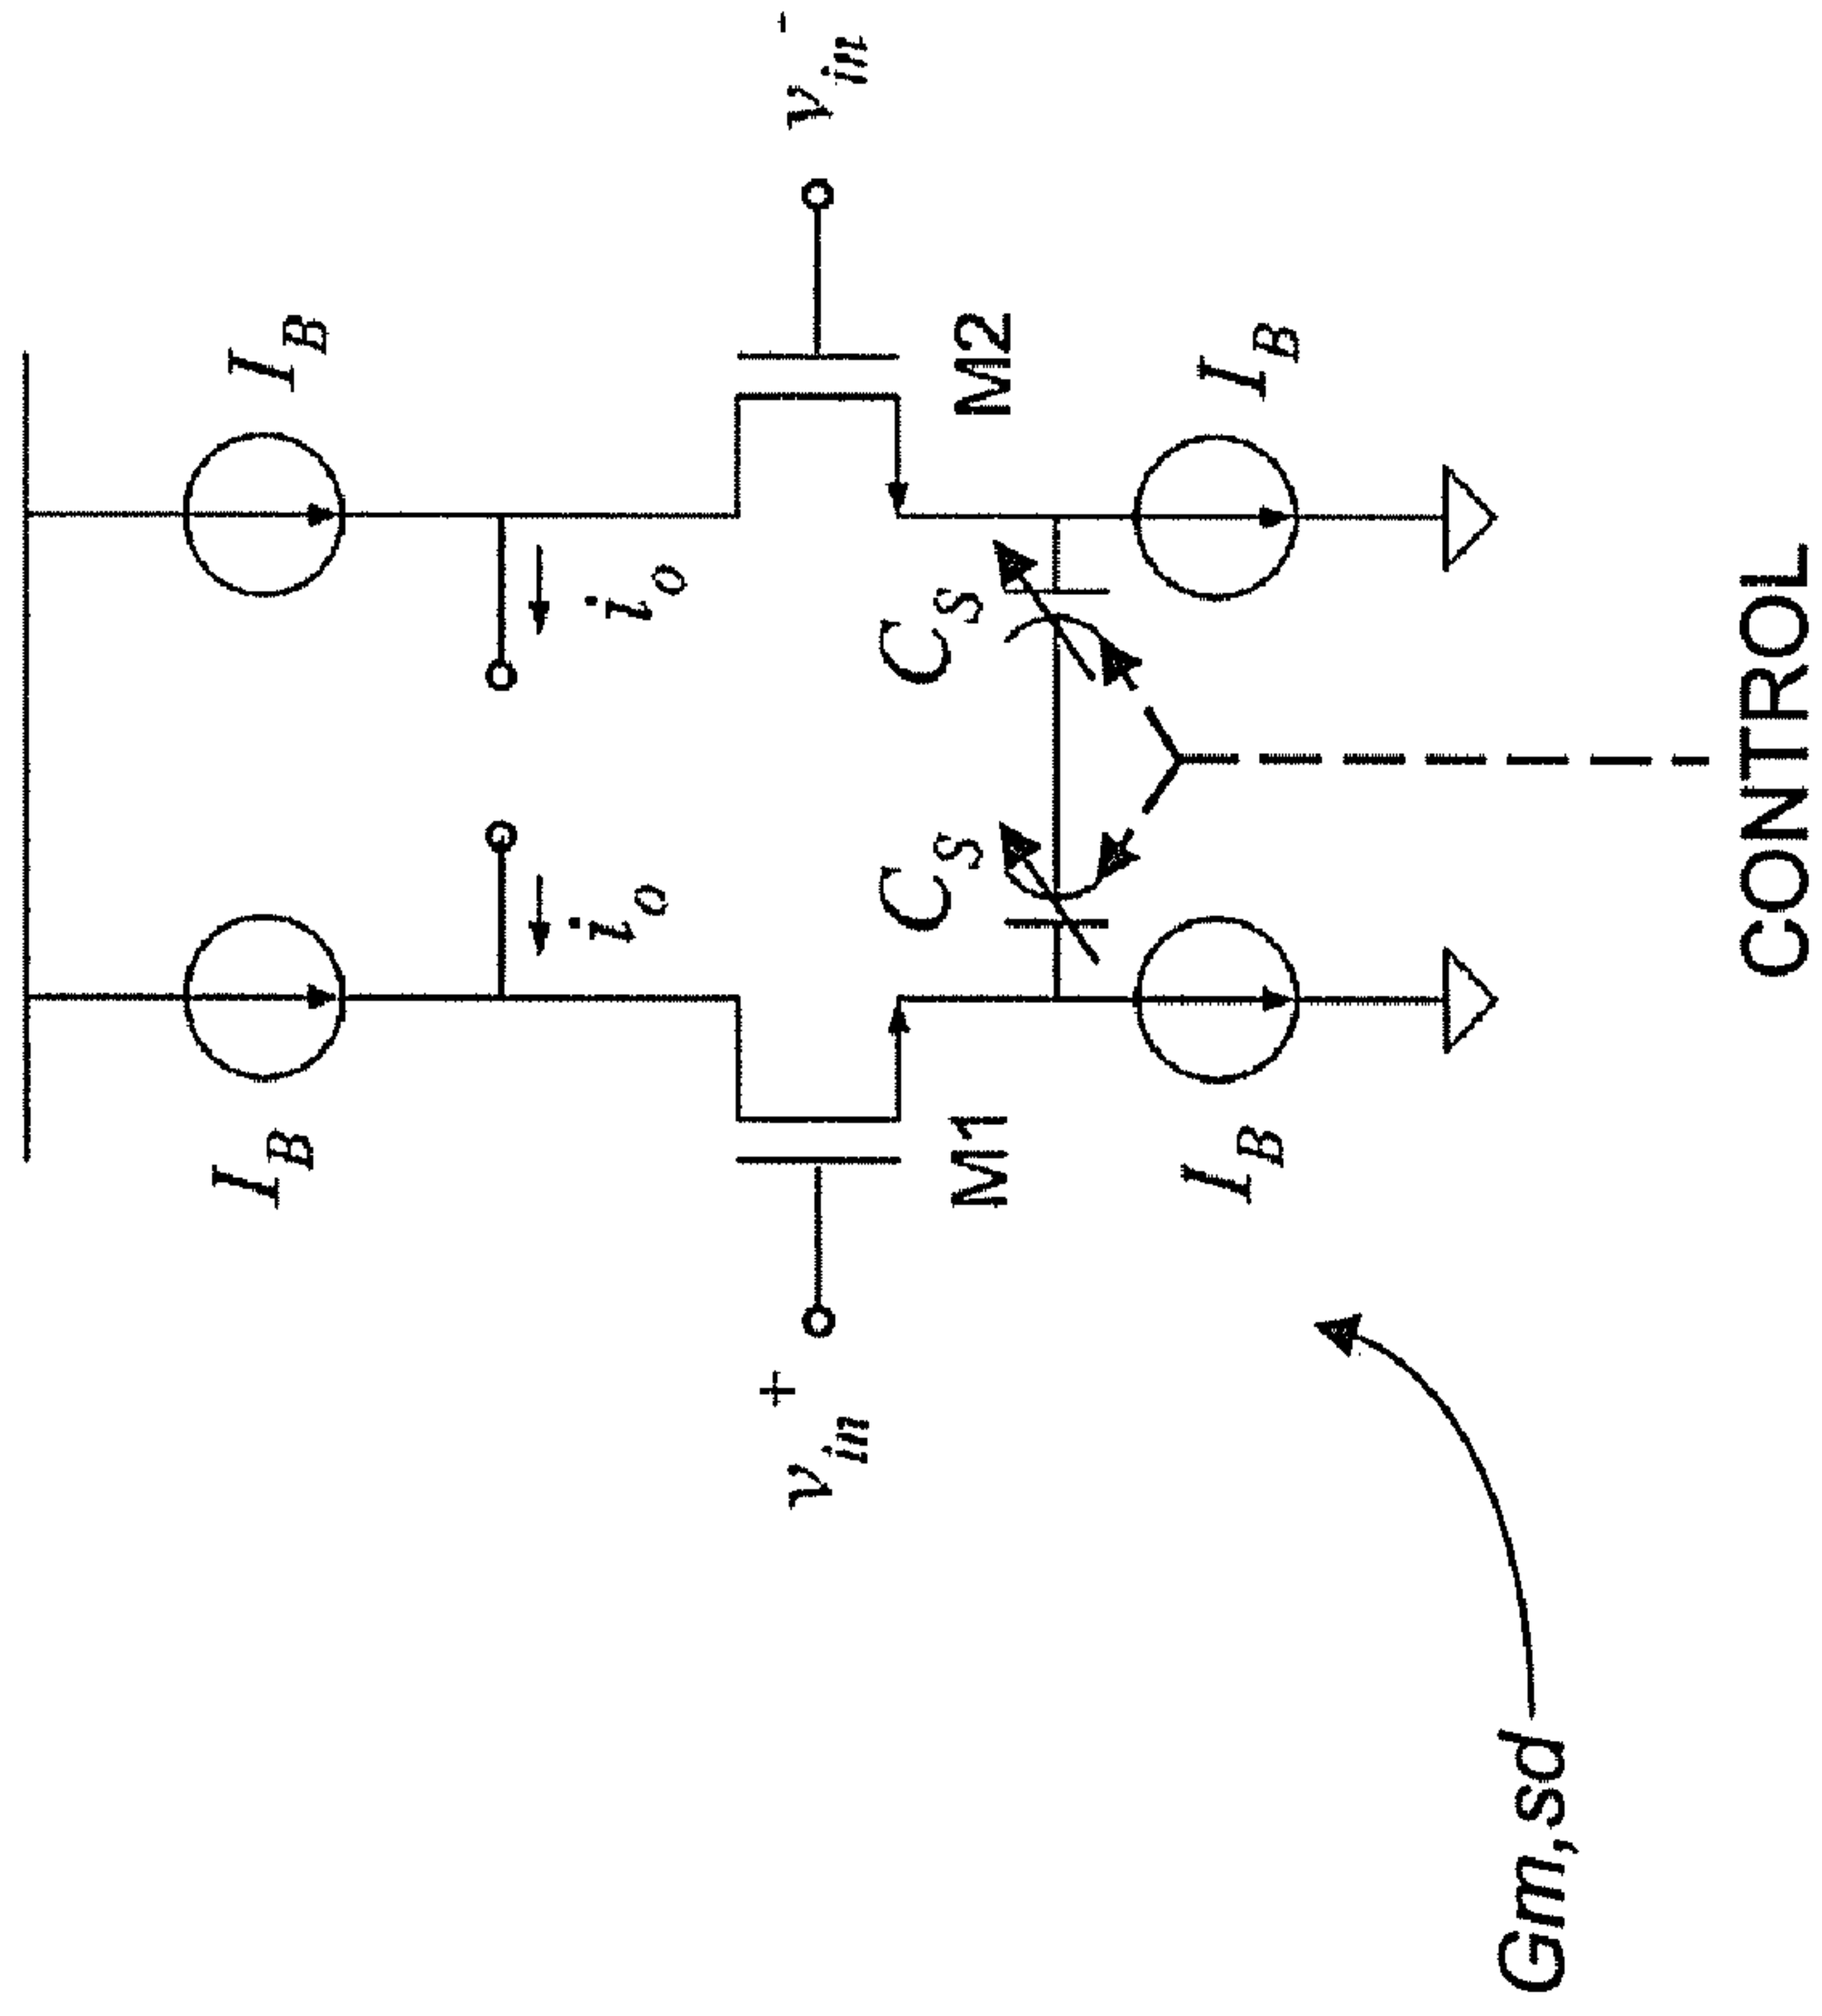 I_B
I_B
i_o
i_o
v_in^+
v_in^-
M1
M2
C_S
C_S
I_B
I_B
Gm,sd
CONTROL